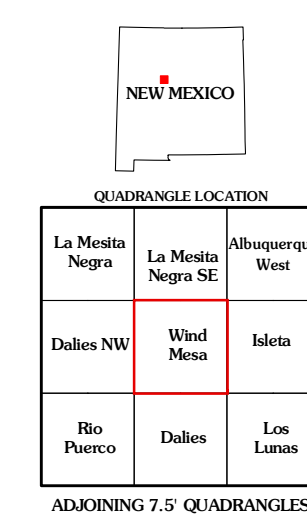 NEW MEXICO
QUADRANGLE LOCATION
La Mesita
Negra
La Mesita
Negra SE
Albuquerqu
West
Dalies NW
Wind
Mesa
Isleta
Rio
Puerco
Dalies
Los
Lunas
ADJOINING 7.5' QUADRANGLES